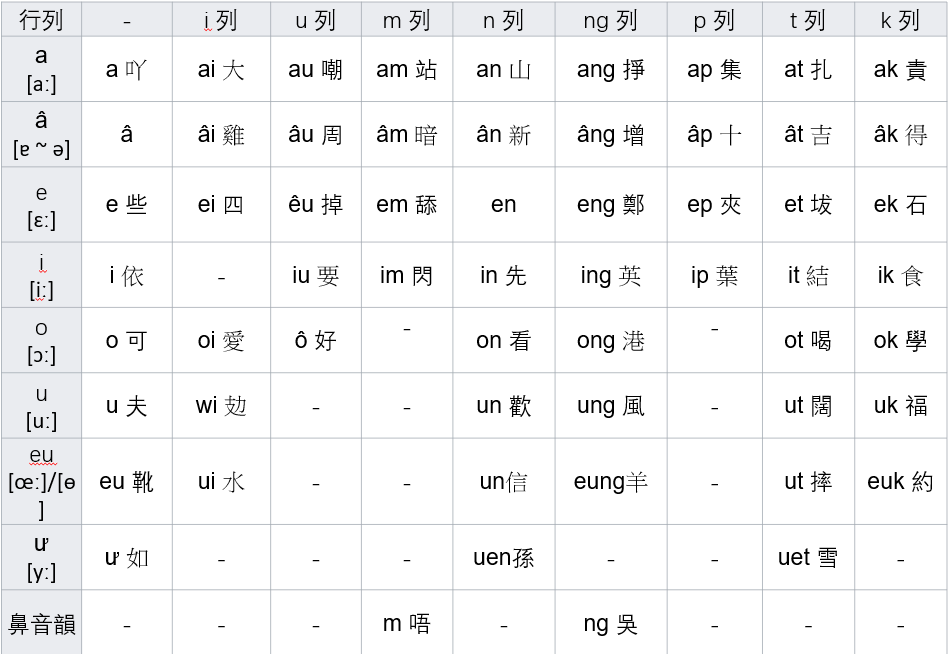 行列 - i 列 u 列 m 列 n 列 ng 列 p 列 t 列 k 列
a [aː] a 吖 ai 大 au 嘲 am 站 an 山 ang 掙 ap 集 at 扎 ak 責
â [ɐ ~ ə] â âi 雞 âu 周 âm 暗 ân 新 âng 增 âp 十 ât 吉 âk 得
e [ɛː] e 些 ei 四 êu 掉 em 舔 en eng 鄭 ep 夾 et 坺 ek 石
i [iː] i 依 - iu 要 im 閃 in 先 ing 英 ip 葉 it 結 ik 食
o [ɔː] o 可 oi 愛 ô 好 - on 看 ong 港 - ot 喝 ok 學
u [uː] u 夫 wi 攰 - - un 歡 ung 風 - ut 闊 uk 福
eu [œː]/[ɵ] eu 靴 ui 水 - - un信 eung羊 - ut 摔 euk 約
ư [yː] ư 如 - - - uen孫 - - uet 雪 -
鼻音韻 - - - m 唔 - ng 吳 - - -